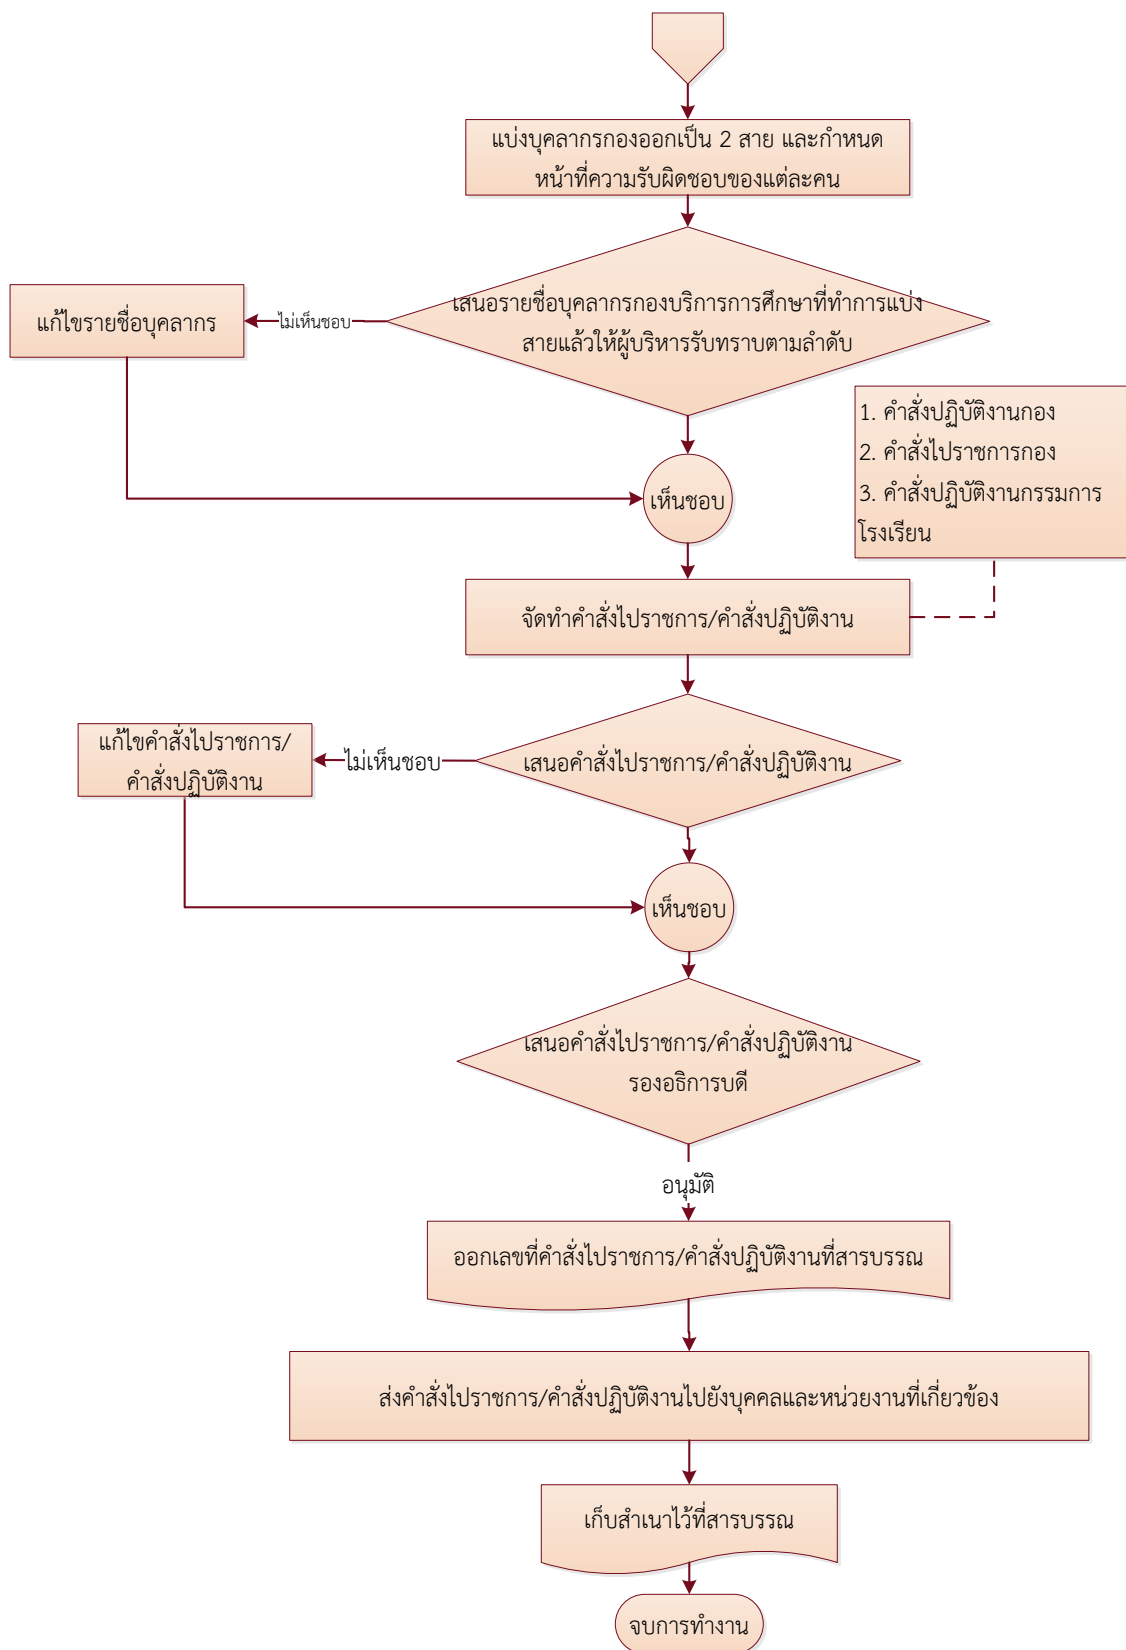 แบ่งบุคลากรกองออกเป็น 2 สาย และกำหนด
หน้าที่ความรับผิดชอบของแต่ละคน
เสนอรายชื่อบุคลากรกองบริการการศึกษาที่ทำการแบ่ง
สายแล้วให้ผู้บริหารรับทราบตามลำดับ
ไม่เห็นชอบ
แก้ไขรายชื่อบุคลากร
1. คำสั่งปฏิบัติงานกอง
2. คำสั่งไปราชการกอง
3. คำสั่งปฏิบัติงานกรรมการ
โรงเรียน
เห็นชอบ
จัดทำคำสั่งไปราชการ/คำสั่งปฏิบัติงาน
แก้ไขคำสั่งไปราชการ/
คำสั่งปฏิบัติงาน
ไม่เห็นชอบ
เสนอคำสั่งไปราชการ/คำสั่งปฏิบัติงาน
เห็นชอบ
เสนอคำสั่งไปราชการ/คำสั่งปฏิบัติงาน
รองอธิการบดี
อนุมัติ
ออกเลขที่คำสั่งไปราชการ/คำสั่งปฏิบัติงานที่สารบรรณ
ส่งคำสั่งไปราชการ/คำสั่งปฏิบัติงานไปยังบุคคลและหน่วยงานที่เกี่ยวข้อง
เก็บสำเนาไว้ที่สารบรรณ
จบการทำงาน